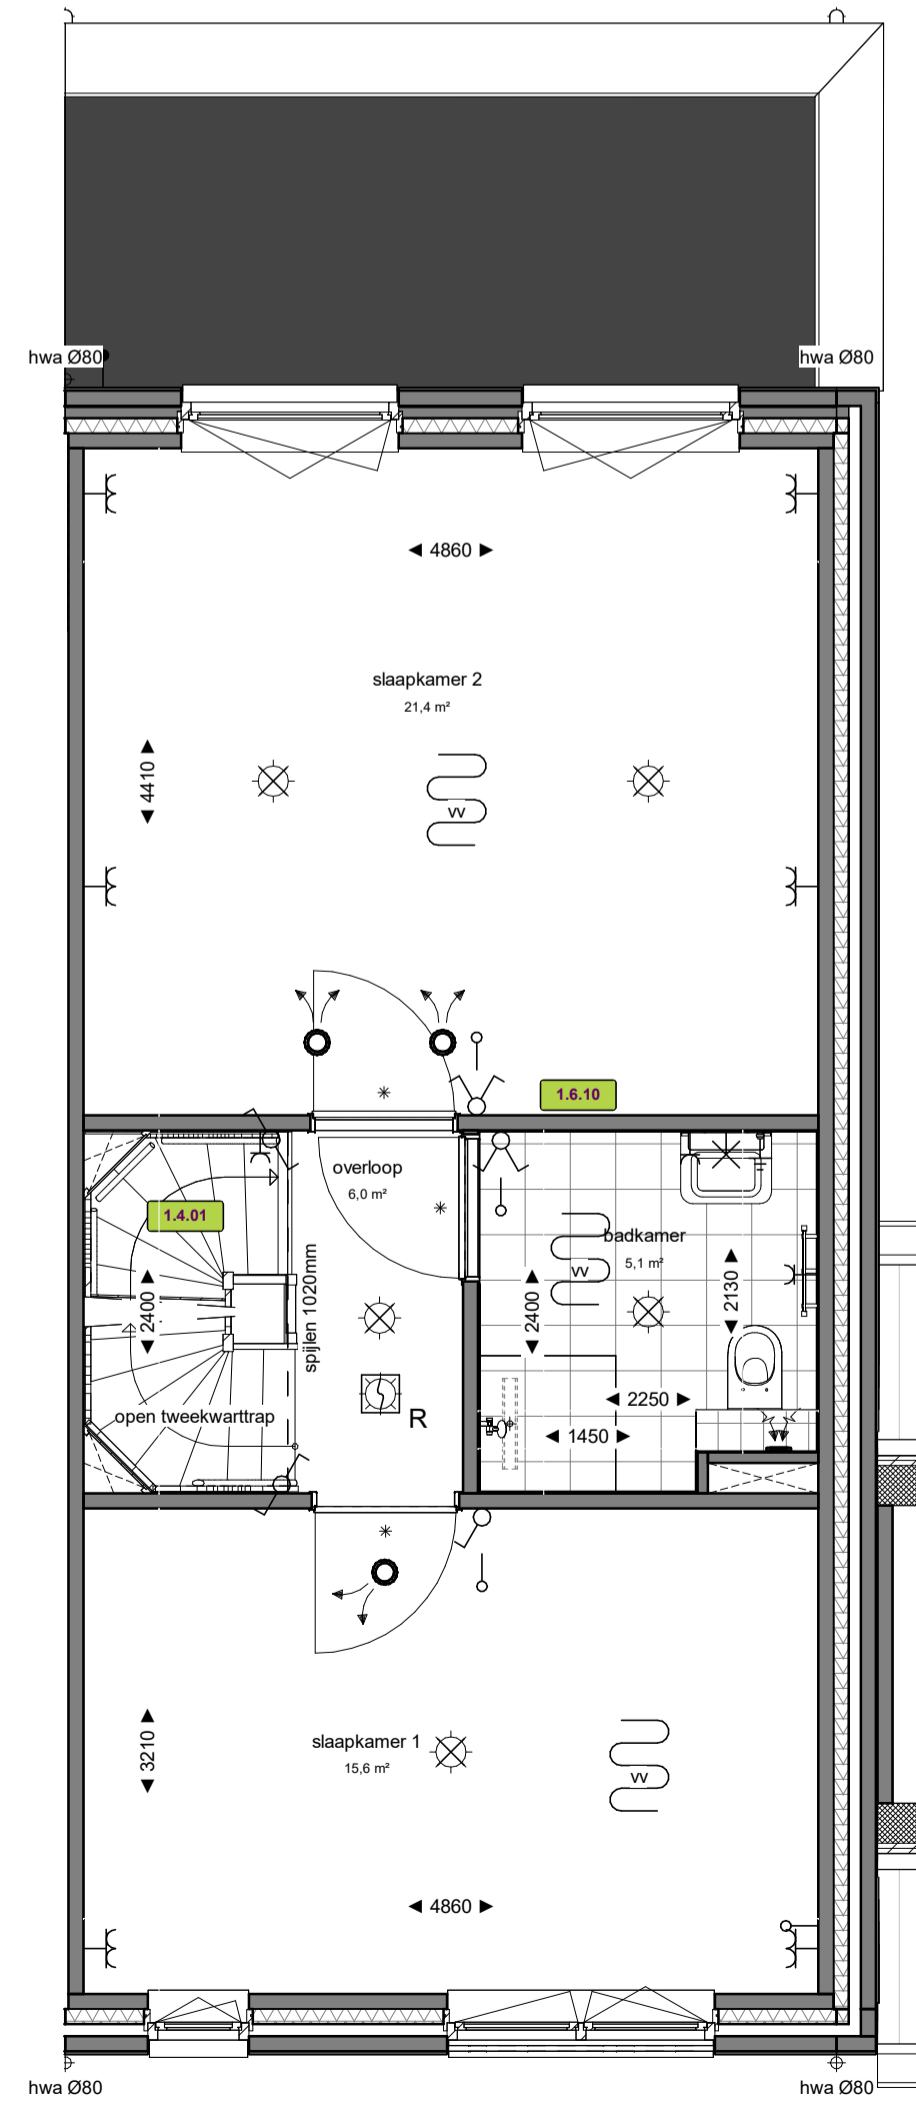 hwa Ø80
hwa Ø80
◄ 4860 ►
slaapkamer 2
21,4 m²
◄ 4410 ►
vv
1.6.10
overloop
6,0 m²
1.4.01
badkamer
5,1 m²
vv
◄ 2400 ►
spijlen 1020mm
◄ 2400 ►
◄ 2130 ►
◄ 2250 ►
open tweekwarttrap
R
◄ 1450 ►
slaapkamer 1
15,6 m²
◄ 3210 ►
vv
◄ 4860 ►
hwa Ø80
hwa Ø80